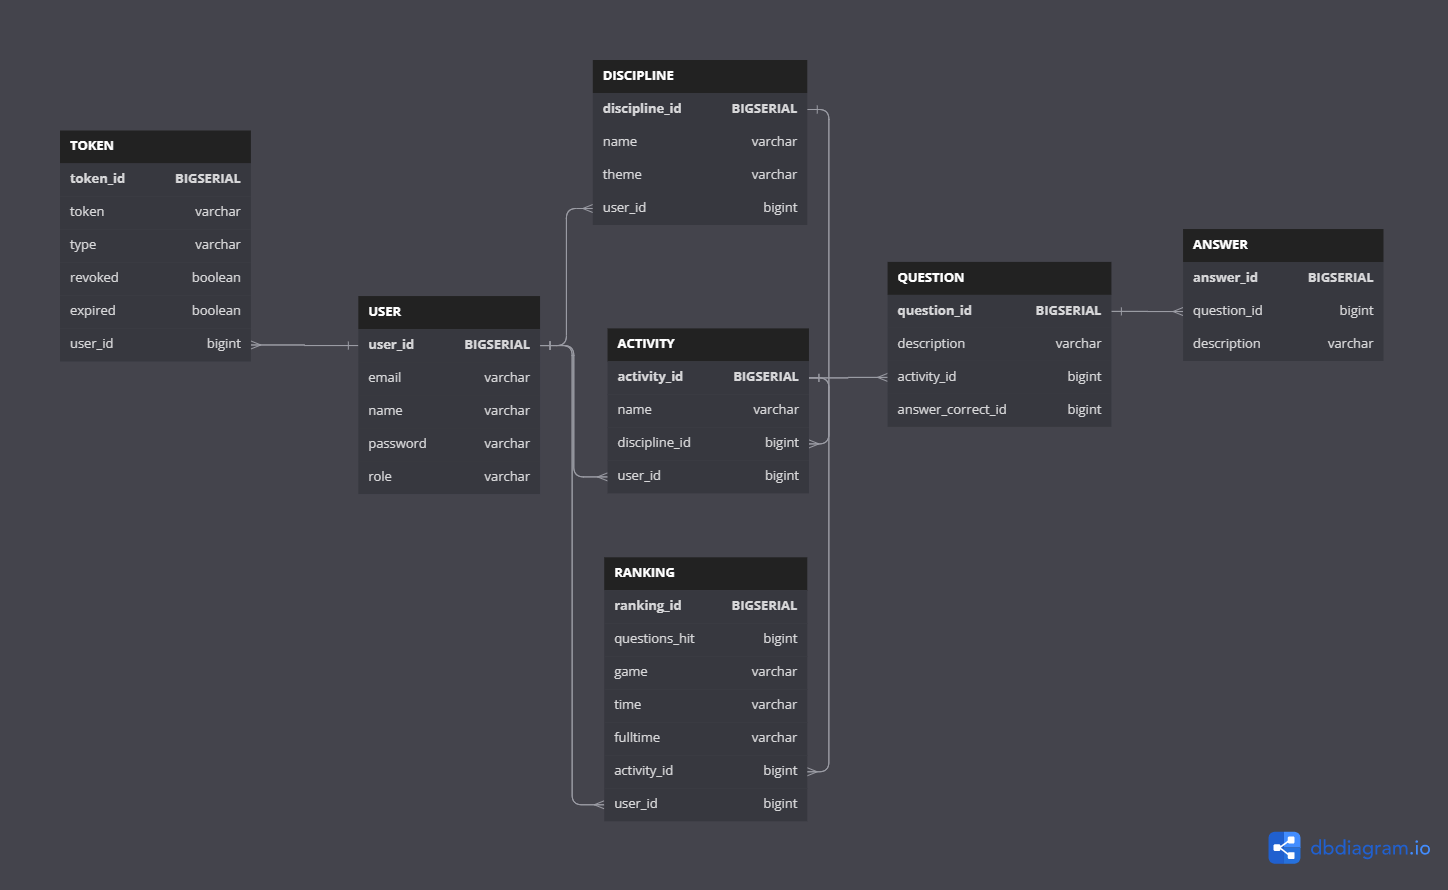 TOKEN
token_id BIGSERIAL
token varchar
type varchar
revoked boolean
expired boolean
user_id bigint
USER
user_id BIGSERIAL
email varchar
name varchar
password varchar
role varchar
DISCIPLINE
discipline_id BIGSERIAL
name varchar
theme varchar
user_id bigint
ACTIVITY
activity_id BIGSERIAL
name varchar
discipline_id bigint
user_id bigint
RANKING
ranking_id BIGSERIAL
questions_hit bigint
game varchar
time varchar
fulltime varchar
activity_id bigint
user_id bigint
QUESTION
question_id BIGSERIAL
description varchar
activity_id bigint
answer_correct_id bigint
ANSWER
answer_id BIGSERIAL
question_id bigint
description varchar
dbdiagram.io